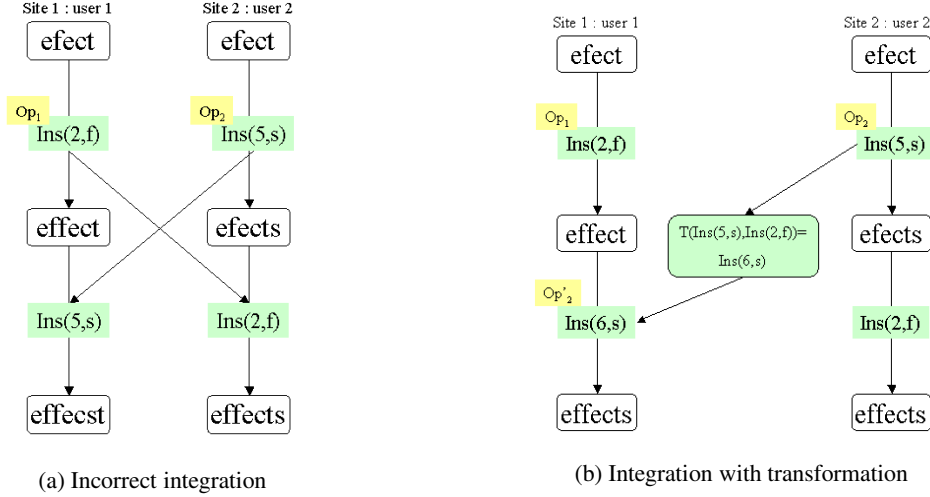 Site 1 : user 1
Site 2 : user 2
efect
efect
Op1
Ins(2,f)
Op2
Ins(5,s)
effect
efects
Ins(5,s)
Ins(2,f)
effecst
effects
(a) Incorrect integration
Site 1 : user 1
Site 2 : user 2
efect
efect
Op1
Ins(2,f)
Op2
Ins(5,s)
effect
T(Ins(5,s),Ins(2,f))=
Ins(6,s)
efects
Op'2
Ins(6,s)
Ins(2,f)
effects
effects
(b) Integration with transformation